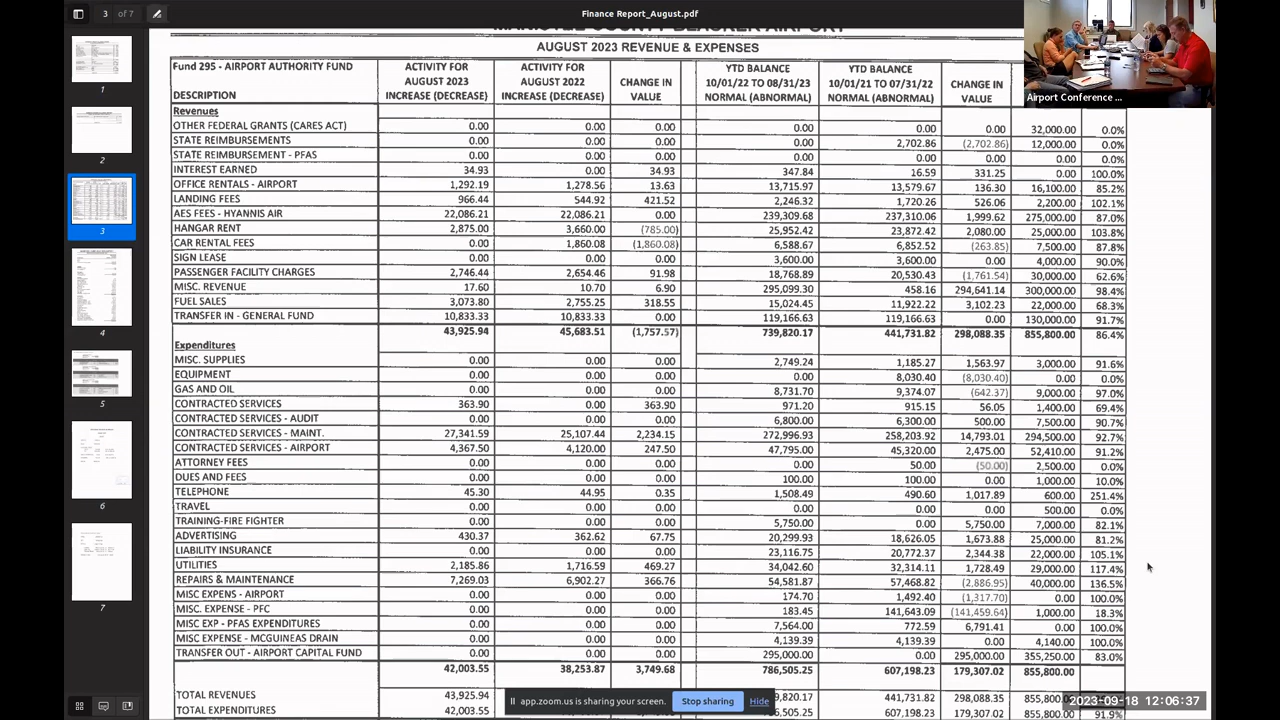 3 of 7
Finance Report_August.pdf
Airport Conference ...
AUGUST 2023 REVENUE & EXPENSES
Fund 295 - AIRPORT AUTHORITY FUND
DESCRIPTION
ACTIVITY FOR AUGUST 2023 INCREASE (DECREASE)
ACTIVITY FOR AUGUST 2022 INCREASE (DECREASE)
CHANGE IN VALUE
YTD BALANCE 10/01/22 TO 08/31/23 NORMAL (ABNORMAL)
YTD BALANCE 10/01/21 TO 07/31/22 NORMAL (ABNORMAL)
CHANGE IN VALUE
Revenues
OTHER FEDERAL GRANTS (CARES ACT) 0.00 0.00 0.00 0.00 0.00 0.00 32,000.00 0.0%
STATE REIMBURSEMENTS 0.00 0.00 0.00 0.00 2,702.86 (2,702.86) 12,000.00 0.0%
STATE REIMBURSEMENT - PFAS 0.00 0.00 0.00 0.00 0.00 0.00 0.00 0.0%
INTEREST EARNED 34.93 0.00 34.93 347.84 16.59 331.25 0.00 100.0%
OFFICE RENTALS - AIRPORT 1,292.19 1,278.56 13.63 13,715.97 13,579.67 136.30 16,100.00 85.2%
LANDING FEES 966.44 544.92 421.52 2,246.32 1,720.26 526.06 2,200.00 102.1%
AES FEES - HYANNIS AIR 22,086.21 22,086.21 0.00 239,309.68 237,310.06 1,999.62 275,000.00 87.0%
HANGAR RENT 2,875.00 3,660.00 (785.00) 25,952.42 23,872.42 2,080.00 25,000.00 103.8%
CAR RENTAL FEES 0.00 1,860.08 (1,860.08) 6,588.67 6,852.52 (263.85) 7,500.00 87.8%
SIGN LEASE 0.00 0.00 0.00 3,600.00 3,600.00 0.00 4,000.00 90.0%
PASSENGER FACILITY CHARGES 2,746.44 2,654.46 91.98 18,768.89 20,530.43 (1,761.54) 30,000.00 62.6%
MISC. REVENUE 17.60 10.70 6.90 295,099.30 458.16 294,641.14 300,000.00 98.4%
FUEL SALES 3,073.80 2,755.25 318.55 15,024.45 11,922.22 3,102.23 22,000.00 68.3%
TRANSFER IN - GENERAL FUND 10,833.33 10,833.33 0.00 119,166.63 119,166.63 0.00 130,000.00 91.7%
43,925.94 45,683.51 (1,757.57) 739,820.17 441,731.82 298,088.35 855,800.00 86.4%
Expenditures
MISC. SUPPLIES 0.00 0.00 0.00 2,749.24 1,185.27 1,563.97 3,000.00 91.6%
EQUIPMENT 0.00 0.00 0.00 0.00 8,030.40 (8,030.40) 0.00 0.0%
GAS AND OIL 0.00 0.00 0.00 8,731.70 9,374.07 (642.37) 9,000.00 97.0%
CONTRACTED SERVICES 363.90 0.00 363.90 971.20 915.15 56.05 1,400.00 69.4%
CONTRACTED SERVICES - AUDIT 0.00 0.00 0.00 6,800.00 6,300.00 500.00 7,500.00 90.7%
CONTRACTED SERVICES - MAINT. 27,341.59 25,107.44 2,234.15 272,996.93 258,203.92 14,793.01 294,500.00 92.7%
CONTRACTED SERVICES - AIRPORT 4,367.50 4,120.00 247.50 47,795.00 45,320.00 2,475.00 52,410.00 91.2%
ATTORNEY FEES 0.00 0.00 0.00 0.00 50.00 (50.00) 2,500.00 0.0%
DUES AND FEES 0.00 0.00 0.00 100.00 100.00 0.00 1,000.00 10.0%
TELEPHONE 45.30 44.95 0.35 1,508.49 490.60 1,017.89 600.00 251.4%
TRAVEL 0.00 0.00 0.00 0.00 0.00 0.00 500.00 0.0%
TRAINING-FIRE FIGHTER 0.00 0.00 0.00 5,750.00 0.00 5,750.00 7,000.00 82.1%
ADVERTISING 430.37 362.62 67.75 20,299.93 18,626.05 1,673.88 25,000.00 81.2%
LIABILITY INSURANCE 0.00 0.00 0.00 23,116.75 20,772.37 2,344.38 22,000.00 105.1%
UTILITIES 2,185.86 1,716.59 469.27 34,042.60 32,314.11 1,728.49 29,000.00 117.4%
REPAIRS & MAINTENANCE 7,269.03 6,902.27 366.76 54,581.87 57,468.82 (2,886.95) 40,000.00 136.5%
MISC EXPENS - AIRPORT 0.00 0.00 0.00 174.70 1,492.40 (1,317.70) 0.00 100.0%
MISC. EXPENSE - PFC 0.00 0.00 0.00 183.45 141,643.09 (141,459.64) 1,000.00 18.3%
MISC EXP - PFAS EXPENDITURES 0.00 0.00 0.00 7,564.00 772.59 6,791.41 0.00 100.0%
MISC EXPENSE - MCGUINEAS DRAIN 0.00 0.00 0.00 4,139.39 4,139.39 0.00 4,140.00 100.0%
TRANSFER OUT - AIRPORT CAPITAL FUND 0.00 0.00 0.00 295,000.00 0.00 295,000.00 355,250.00 83.0%
42,003.55 38,253.87 3,749.68 786,505.25 607,198.23 179,307.02 855,800.00
TOTAL REVENUES 43,925.94 9,820.17 441,731.82 298,088.35 855,800
TOTAL EXPENDITURES 42,003.55 6,505.25 607,198.23 179,307.02 855,800.00 91.9%
app.zoom.us is sharing your screen.
Stop sharing
Hide
2023-09-18 12:06:37
1
2
3
4
5
6
7